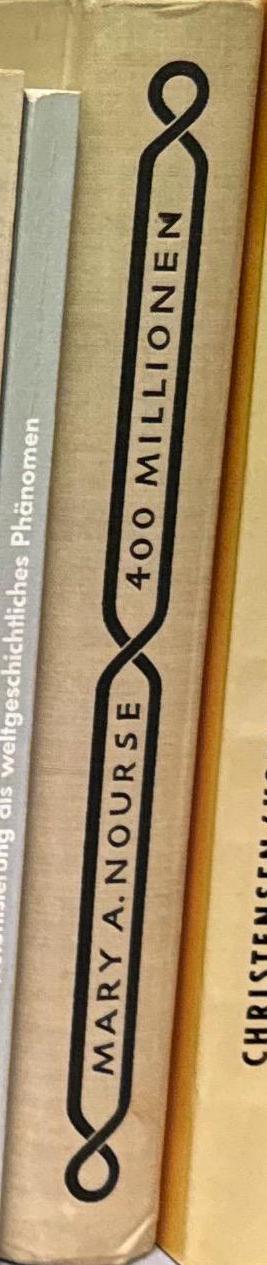 als weltgeschichtliches Phänomen
MARY A. NOURSE
400 MILLIONEN
CHRISTENSEN